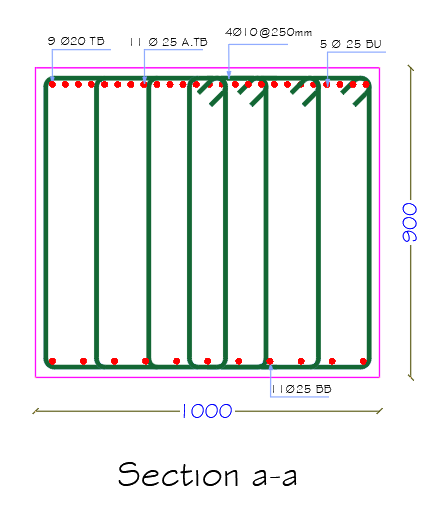 9 Ø20 TB
11 Ø 25 A.TB
4Ø10@250mm
5 Ø 25 BU
900
11Ø25 BB
1000
Section a-a